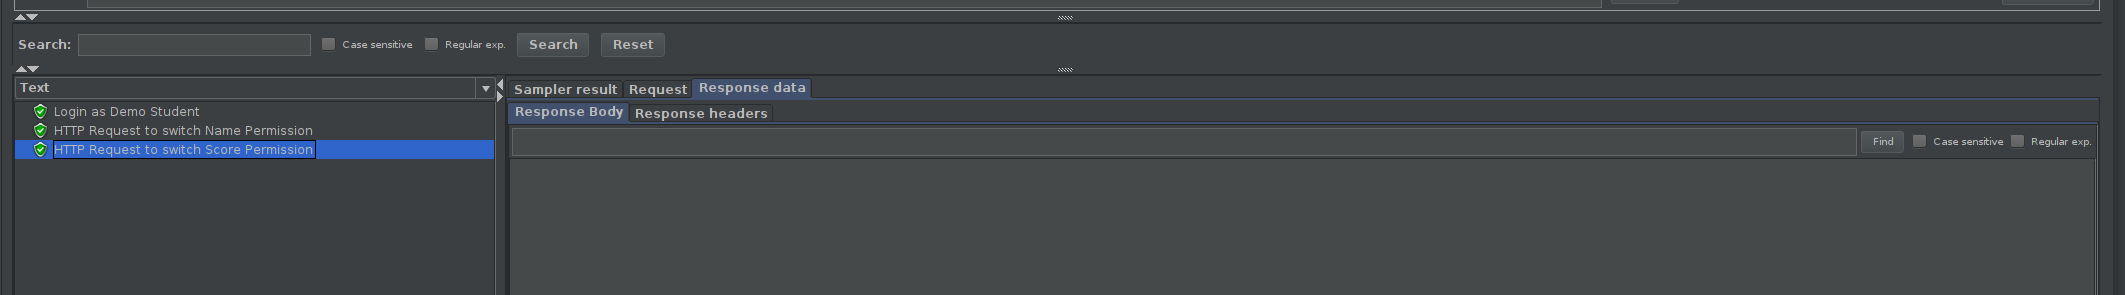 Search: Case sensitive Regular exp. Search Reset
Text
Login as Demo Student
HTTP Request to switch Name Permission
HTTP Request to switch Score Permission
Sampler result Request Response data
Response Body Response headers
Find Case sensitive Regular exp.